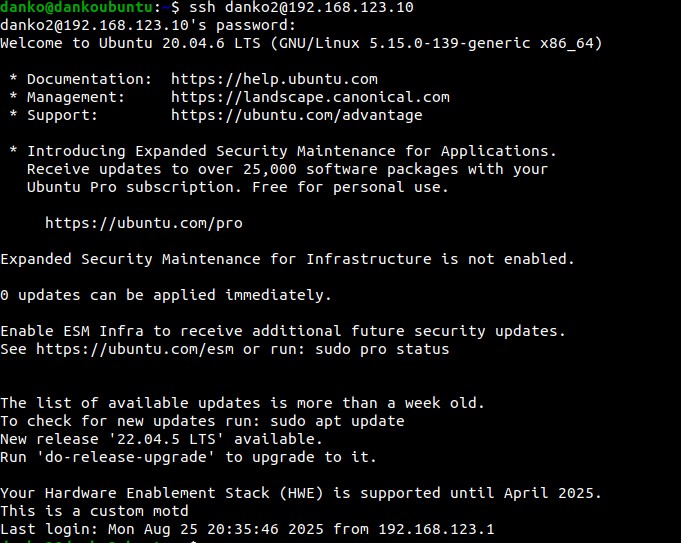 danko@dankoubuntu:~$ ssh danko2@192.168.123.10
danko2@192.168.123.10's password:
Welcome to Ubuntu 20.04.6 LTS (GNU/Linux 5.15.0-139-generic x86_64)
* Documentation: https://help.ubuntu.com
* Management: https://landscape.canonical.com
* Support: https://ubuntu.com/advantage
* Introducing Expanded Security Maintenance for Applications.
Receive updates to over 25,000 software packages with your
Ubuntu Pro subscription. Free for personal use.
https://ubuntu.com/pro
Expanded Security Maintenance for Infrastructure is not enabled.
0 updates can be applied immediately.
Enable ESM Infra to receive additional future security updates.
See https://ubuntu.com/esm or run: sudo pro status
The list of available updates is more than a week old.
To check for new updates run: sudo apt update
New release '22.04.5 LTS' available.
Run 'do-release-upgrade' to upgrade to it.
Your Hardware Enablement Stack (HWE) is supported until April 2025.
This is a custom motd
Last login: Mon Aug 25 20:35:46 2025 from 192.168.123.1